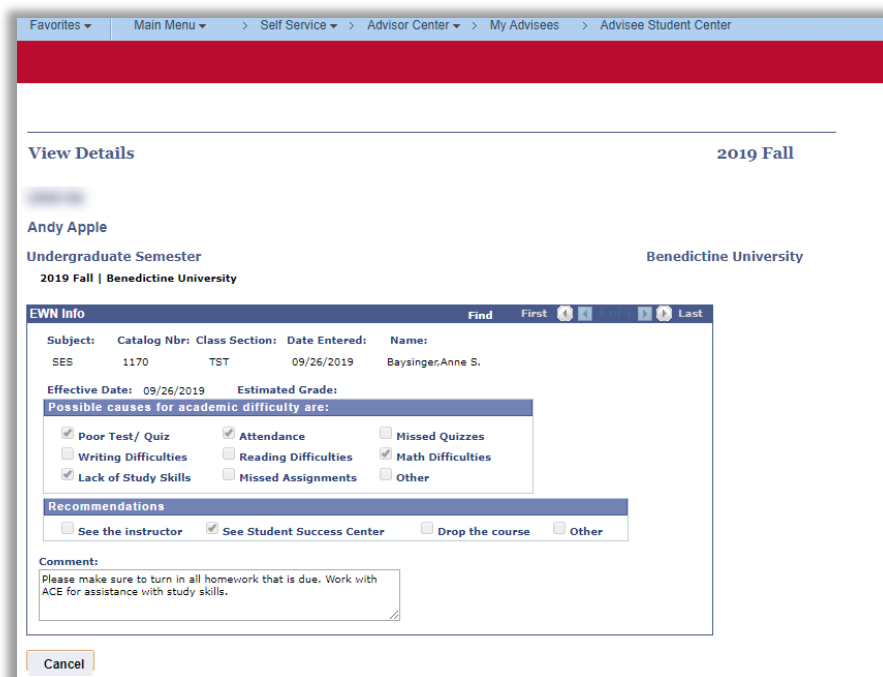 Favorites Main Menu > Self Service > Advisor Center > My Advisees > Advisee Student Center
View Details 2019 Fall
Andy Apple
Undergraduate Semester Benedictine University
2019 Fall | Benedictine University
EWN Info Find First 1 of 1 Last
Subject: Catalog Nbr: Class Section: Date Entered: Name:
SES 1170 TST 09/26/2019 Baysinger,Anne S.
Effective Date: 09/26/2019 Estimated Grade:
Possible causes for academic difficulty are:
Poor Test/ Quiz Attendance Missed Quizzes
Writing Difficulties Reading Difficulties Math Difficulties
Lack of Study Skills Missed Assignments Other
Recommendations
See the instructor See Student Success Center Drop the course Other
Comment:
Please make sure to turn in all homework that is due. Work with
ACE for assistance with study skills.
Cancel